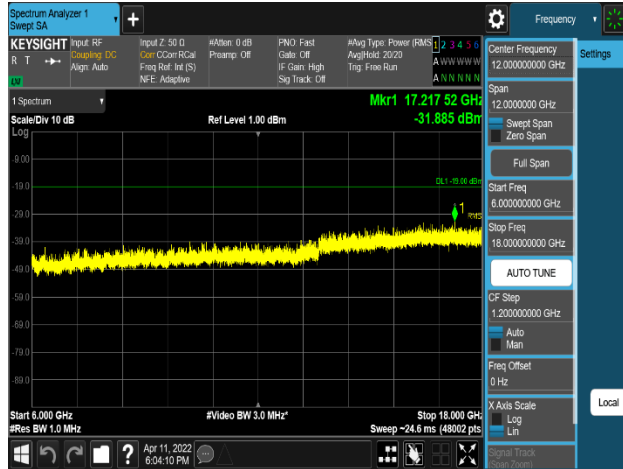 Spectrum Analyzer 1
Swept SA
Frequency
KEYSIGHT Input: RF Input Z: 50 Ω #Atten: 0 dB PNO: Fast #Avg Type: Power (RMS 1 2 3 4 5 6
R T Coupling: DC Corr CCorr RCal Preamp: Off Gate: Off Avg|Hold: 20/20 A W W W W W
Align: Auto Freq Ref: Int (S) IF Gain: High Trig: Free Run
NFE: Adaptive Sig Track: Off A N N N N N
LW
1 Spectrum
Mkr1 17.217 52 GHz
Scale/Div 10 dB Ref Level 1.00 dBm -31.885 dBm
Log
-9.00
-19.0
-29.0
-39.0
-49.0
-59.0
-69.0
-79.0
-89.0
DL1 -19.00 dBm
1
RMS
Start 6.000 GHz #Video BW 3.0 MHz* Stop 18.000 GHz
#Res BW 1.0 MHz Sweep ~24.6 ms (48002 pts
Apr 11, 2022
6:04:10 PM
Center Frequency
12.000000000 GHz
Span
12.0000000 GHz
Swept Span
Zero Span
Full Span
Start Freq
6.000000000 GHz
Stop Freq
18.000000000 GHz
AUTO TUNE
CF Step
1.200000000 GHz
Auto
Man
Freq Offset
0 Hz
X Axis Scale
Log
Lin
Signal Track
(Span Zoom)
Settings
Local